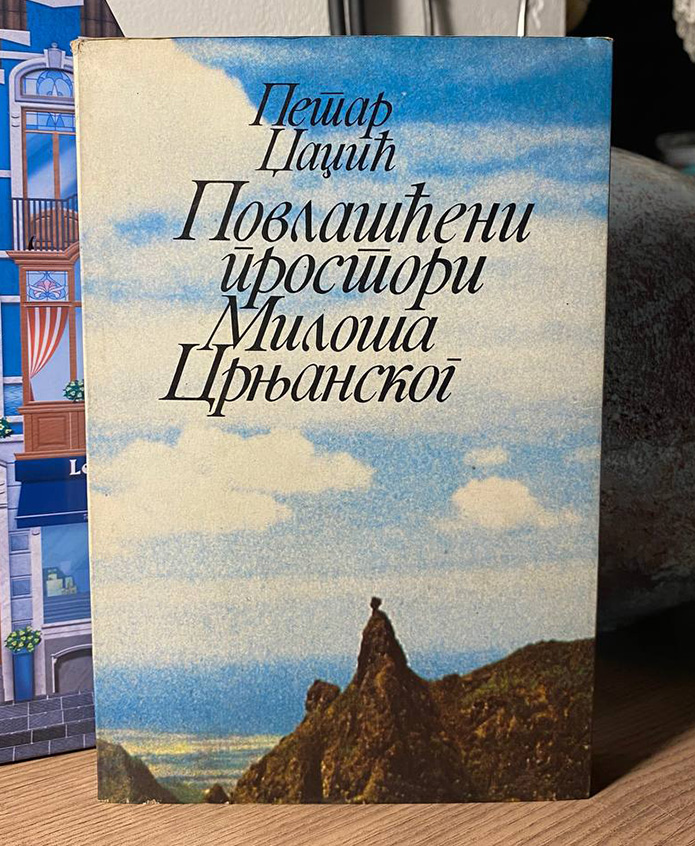 Петар
Џаџић
Повлашћени
простори
Милоша
Црњанског